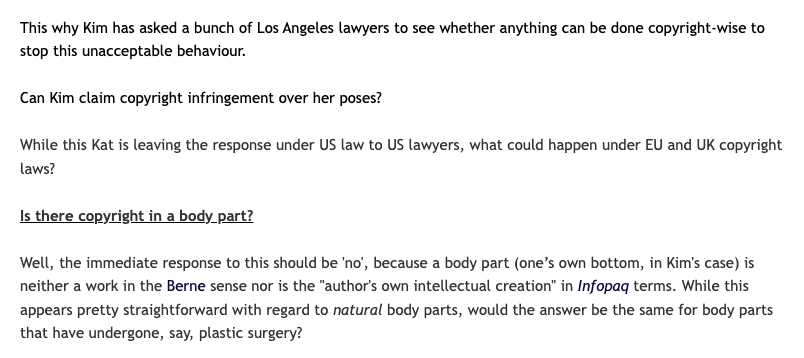 This why Kim has asked a bunch of Los Angeles lawyers to see whether anything can be done copyright-wise to
stop this unacceptable behaviour.
Can Kim claim copyright infringement over her poses?
While this Kat is leaving the response under US law to US lawyers, what could happen under EU and UK copyright
laws?
Is there copyright in a body part?
Well, the immediate response to this should be 'no', because a body part (one’s own bottom, in Kim's case) is
neither a work in the Berne sense nor is the "author's own intellectual creation" in Infopaq terms. While this
appears pretty straightforward with regard to natural body parts, would the answer be the same for body parts
that have undergone, say, plastic surgery?